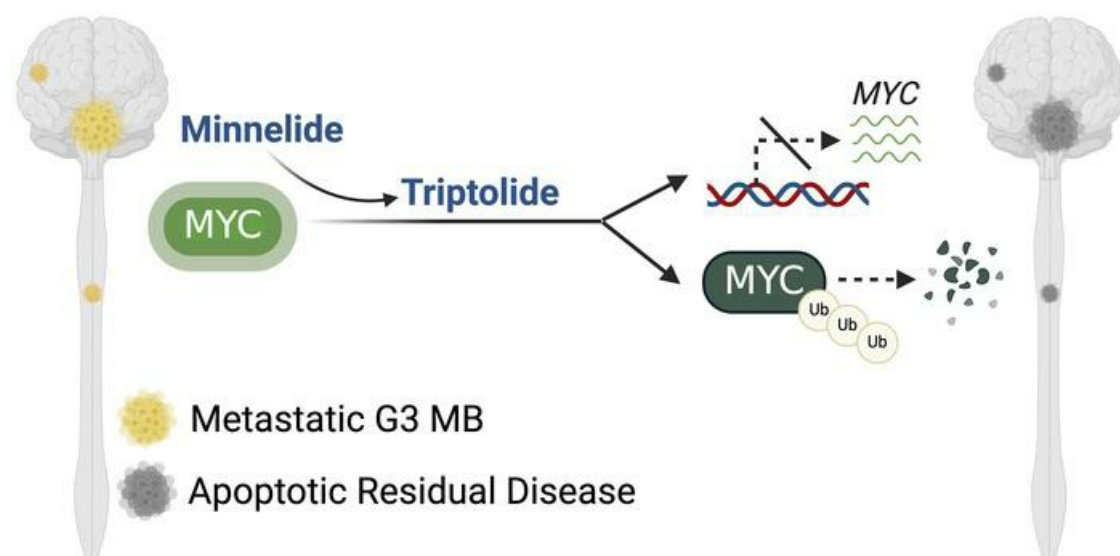 MYC
Minnelide
Triptolide
MYC
MYC
Ub
Ub
Ub
Metastatic G3 MB
Apoptotic Residual Disease